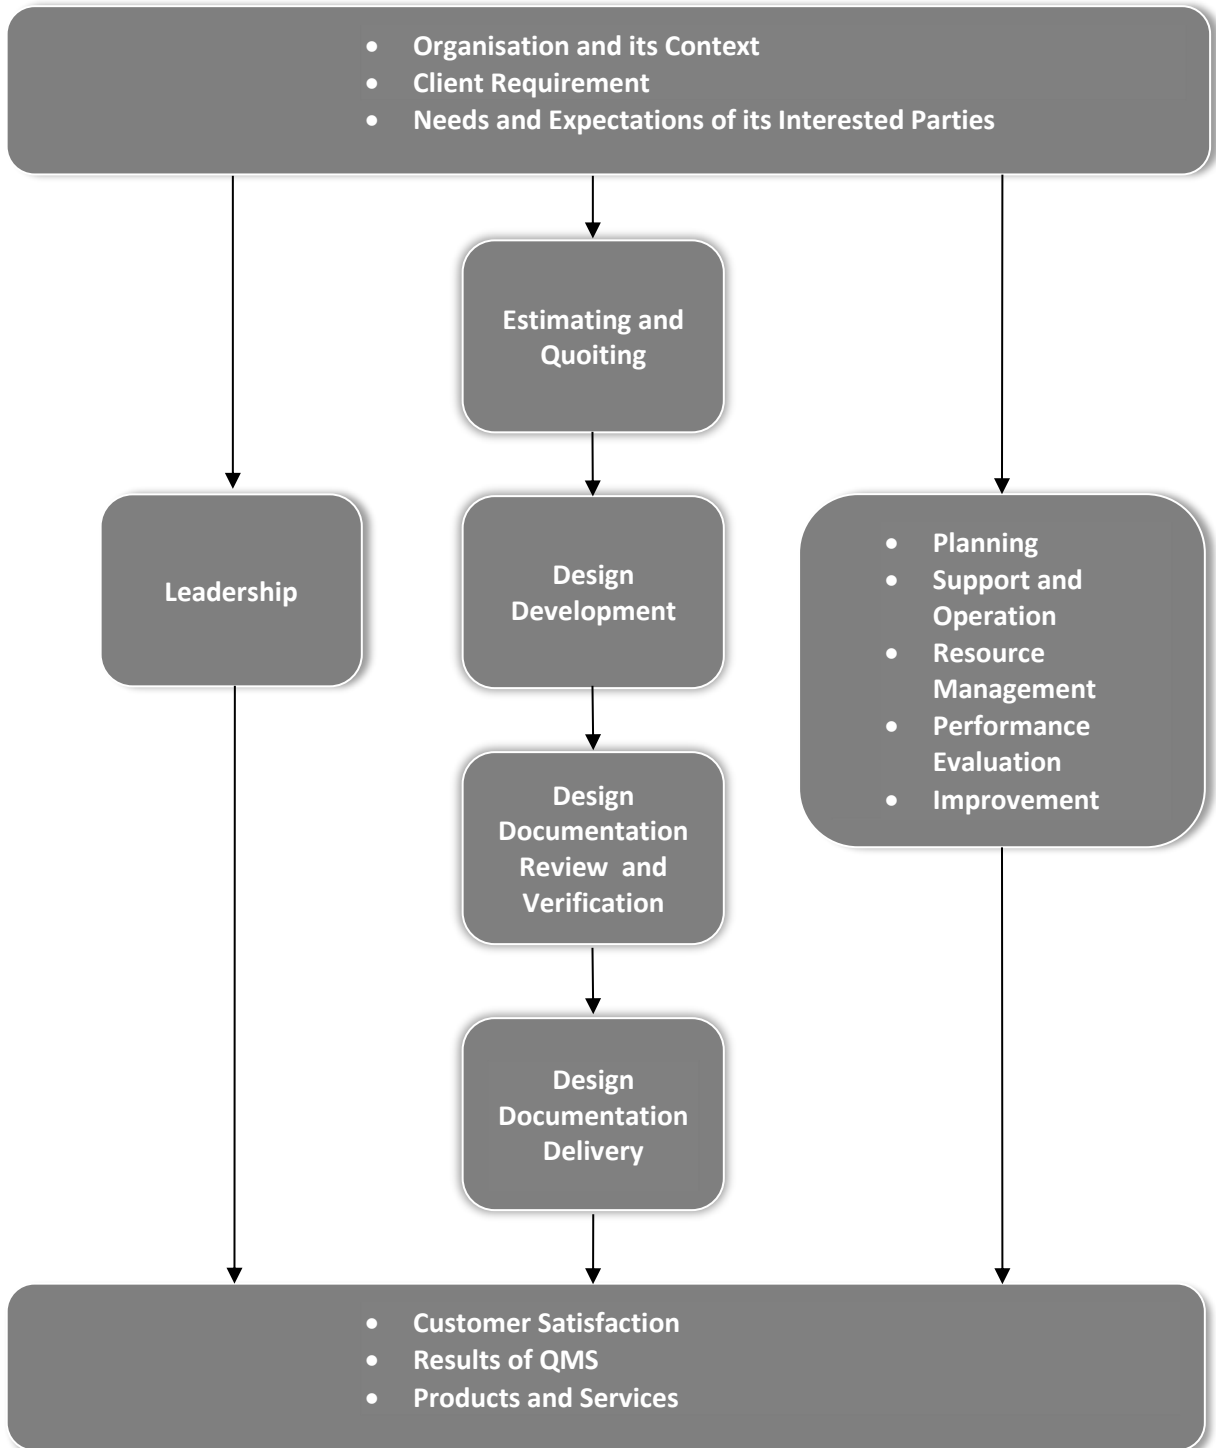 • Organisation and its Context
• Client Requirement
• Needs and Expectations of its Interested Parties
Estimating and
Quoiting
Leadership
Design
Development
• Planning
• Support and
Operation
• Resource
Management
• Performance
Evaluation
• Improvement
Design
Documentation
Review and
Verification
Design
Documentation
Delivery
• Customer Satisfaction
• Results of QMS
• Products and Services